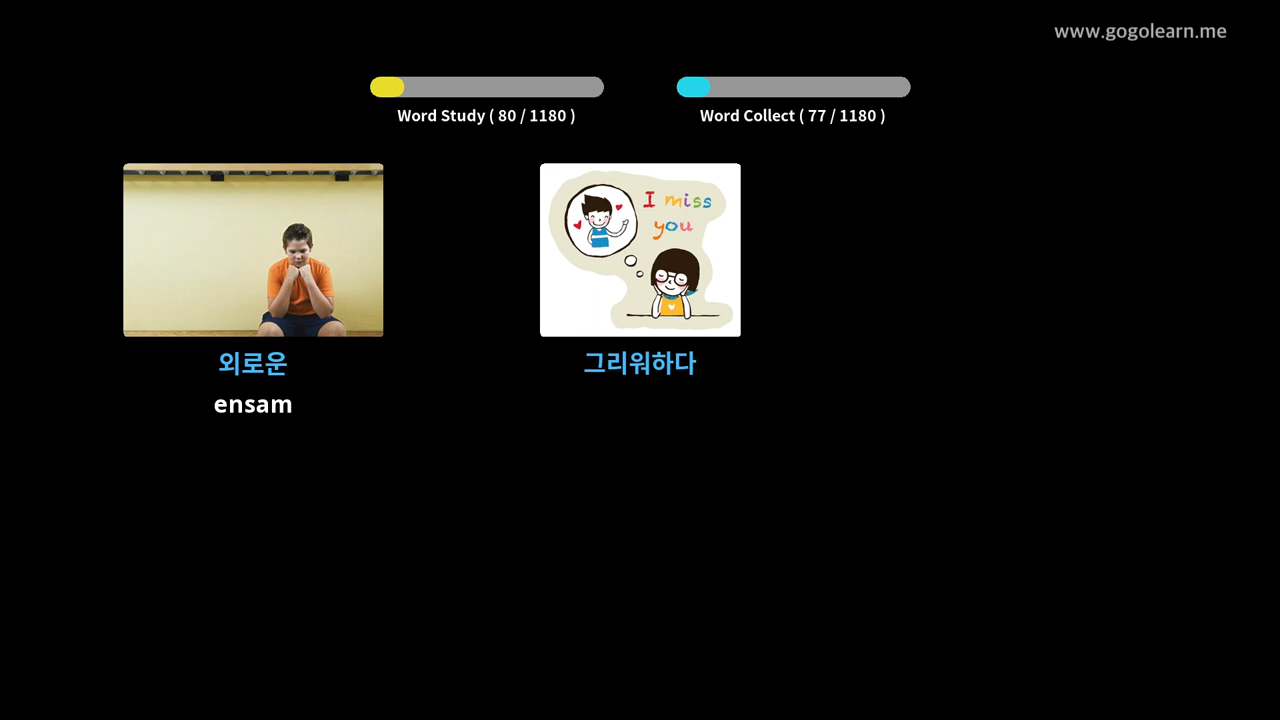 www.gogolearn.me
Word Study ( 80 / 1180 )
Word Collect ( 77 / 1180 )
I miss
you
외로운
그리워하다
ensam